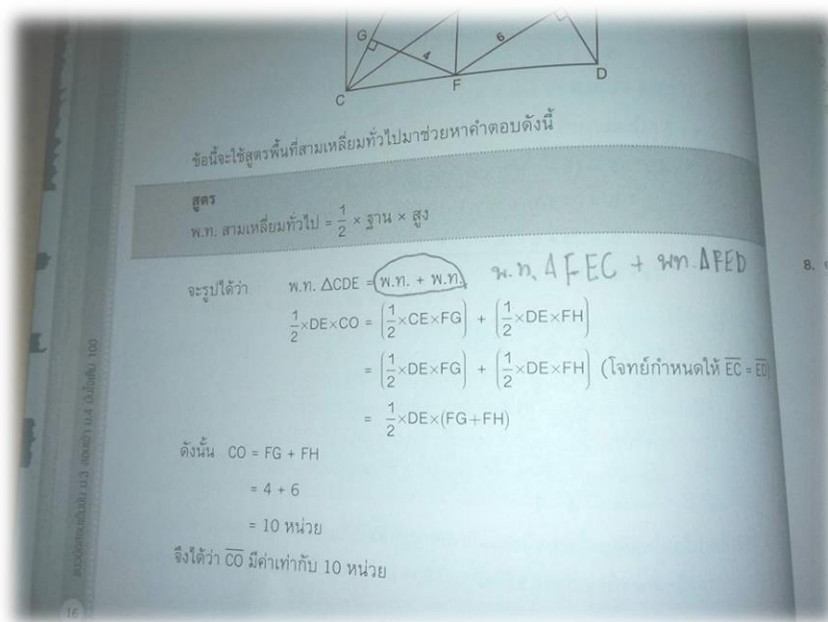 G
4
6
C
F
D
ข้อนี้จะใช้สูตรพื้นที่สามเหลี่ยมทั่วไปมาช่วยหาคำตอบดังนี้
สูตร
พ.ท. สามเหลี่ยมทั่วไป = 1/2 × ฐาน × สูง
จะรูปได้ว่า พ.ท. △CDE = พ.ท. + พ.ท. พ.ท. △FEC + พท. △FED
1/2×DE×CO = (1/2×CE×FG) + (1/2×DE×FH)
= (1/2×DE×FG) + (1/2×DE×FH) (โจทย์กำหนดให้ E̅C̅ = E̅D̅)
= 1/2×DE×(FG+FH)
ดังนั้น CO = FG + FH
= 4 + 6
= 10 หน่วย
จึงได้ว่า C̅O̅ มีค่าเท่ากับ 10 หน่วย
8.
16